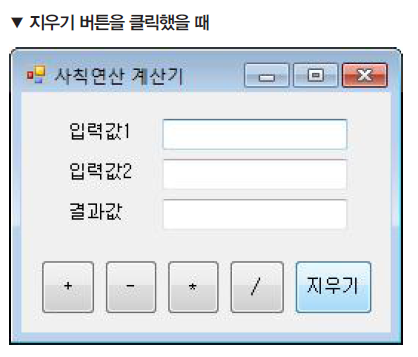 ▼ 지우기 버튼을 클릭했을 때
사칙연산 계산기
입력값1
입력값2
결과값
+ - * / 지우기